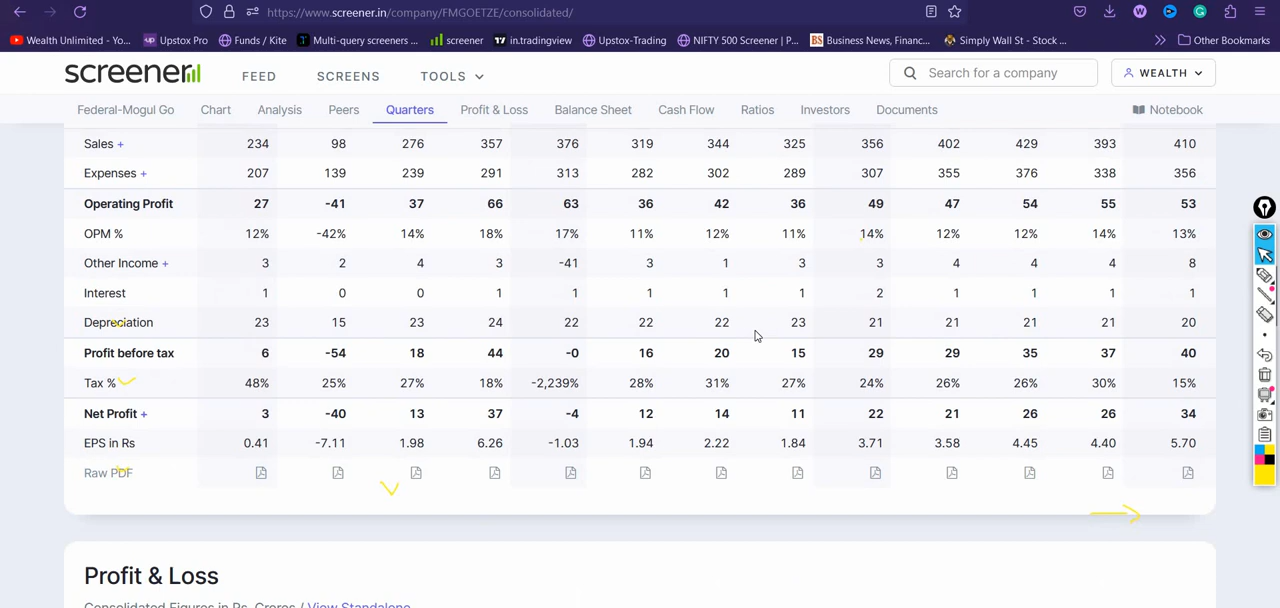 https://www.screener.in/company/FMGOETZE/consolidated/
Wealth Unlimited - Yo... Upstox Pro Funds / Kite Multi-query screeners ... screener in.tradingview Upstox-Trading NIFTY 500 Screener | P... Business News, Financ... Simply Wall St - Stock ... Other Bookmarks
screener FEED SCREENS TOOLS Search for a company WEALTH
Federal-Mogul Go Chart Analysis Peers Quarters Profit & Loss Balance Sheet Cash Flow Ratios Investors Documents Notebook
Sales + 234 98 276 357 376 319 344 325 356 402 429 393 410
Expenses + 207 139 239 291 313 282 302 289 307 355 376 338 356
Operating Profit 27 -41 37 66 63 36 42 36 49 47 54 55 53
OPM % 12% -42% 14% 18% 17% 11% 12% 11% 14% 12% 12% 14% 13%
Other Income + 3 2 4 3 -41 3 1 3 3 4 4 4 8
Interest 1 0 0 1 1 1 1 1 2 1 1 1 1
Depreciation 23 15 23 24 22 22 22 23 21 21 21 21 20
Profit before tax 6 -54 18 44 -0 16 20 15 29 29 35 37 40
Tax % 48% 25% 27% 18% -2,239% 28% 31% 27% 24% 26% 26% 30% 15%
Net Profit + 3 -40 13 37 -4 12 14 11 22 21 26 26 34
EPS in Rs 0.41 -7.11 1.98 6.26 -1.03 1.94 2.22 1.84 3.71 3.58 4.45 4.40 5.70
Raw PDF
Profit & Loss
Consolidated Figures in Rs. Crores / View Standalone